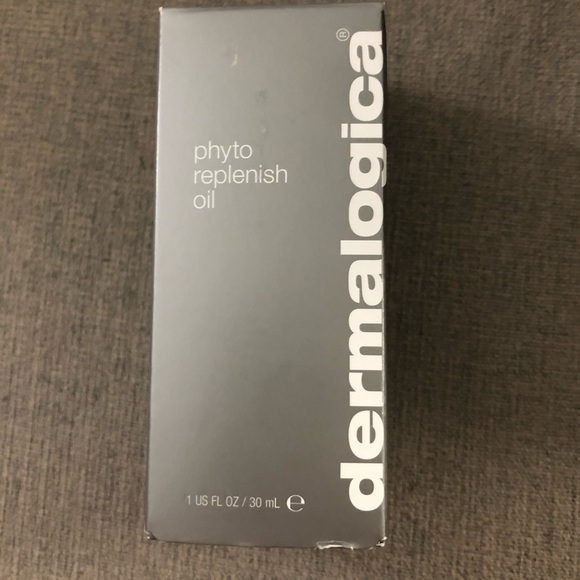 phyto
replenish
oil
dermalogica®
1 US FL OZ / 30 mL ℮